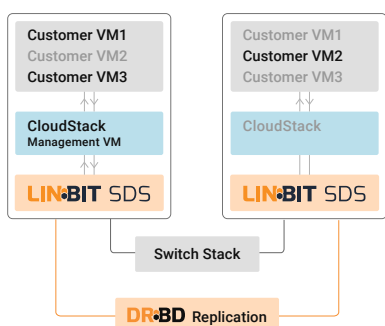 Customer VM1
Customer VM2
Customer VM3
CloudStack
Management VM
LINBIT SDS
Customer VM1
Customer VM2
Customer VM3
CloudStack
LINBIT SDS
Switch Stack
DRBD Replication